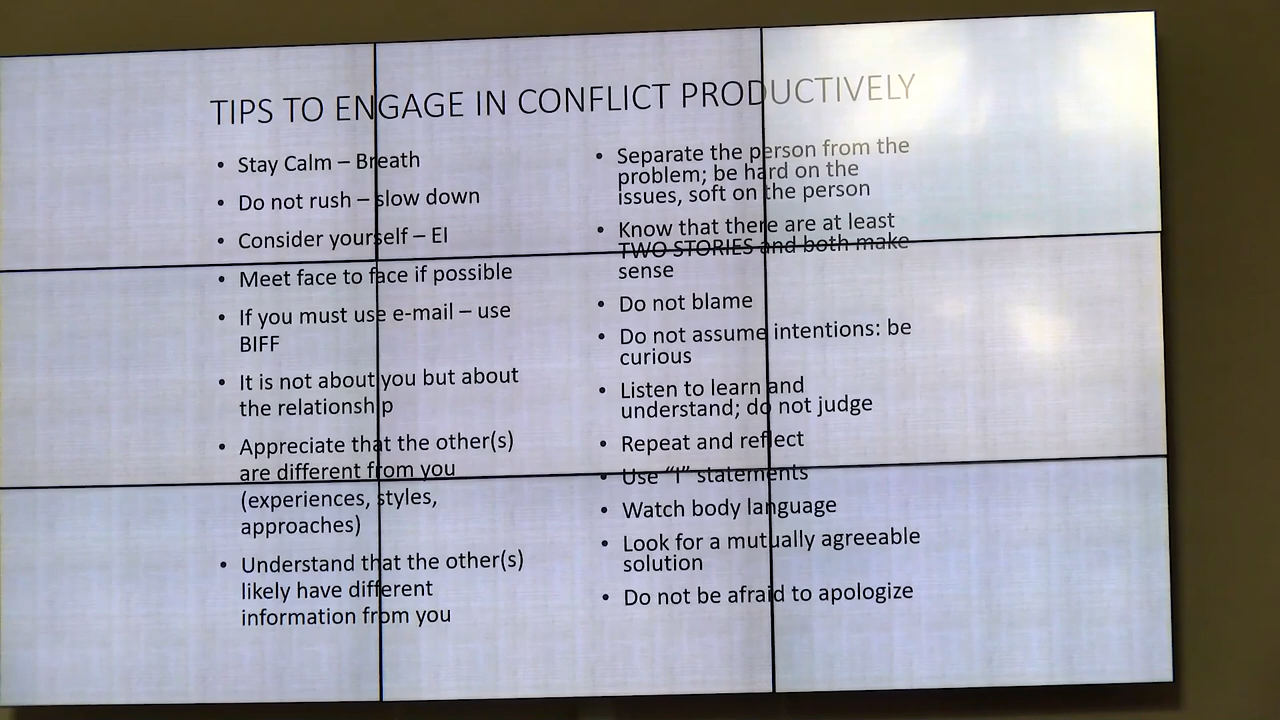 TIPS TO ENGAGE IN CONFLICT PRODUCTIVELY
• Stay Calm – Breath
• Do not rush – slow down
• Consider yourself – EI
• Meet face to face if possible
• If you must use e-mail – use
BIFF
• It is not about you but about
the relationship
• Appreciate that the other(s)
are different from you
(experiences, styles,
approaches)
• Understand that the other(s)
likely have different
information from you
• Separate the person from the
problem; be hard on the
issues, soft on the person
• Know that there are at least
TWO STORIES and both make
sense
• Do not blame
• Do not assume intentions: be
curious
• Listen to learn and
understand; do not judge
• Repeat and reflect
• Use “I” statements
• Watch body language
• Look for a mutually agreeable
solution
• Do not be afraid to apologize